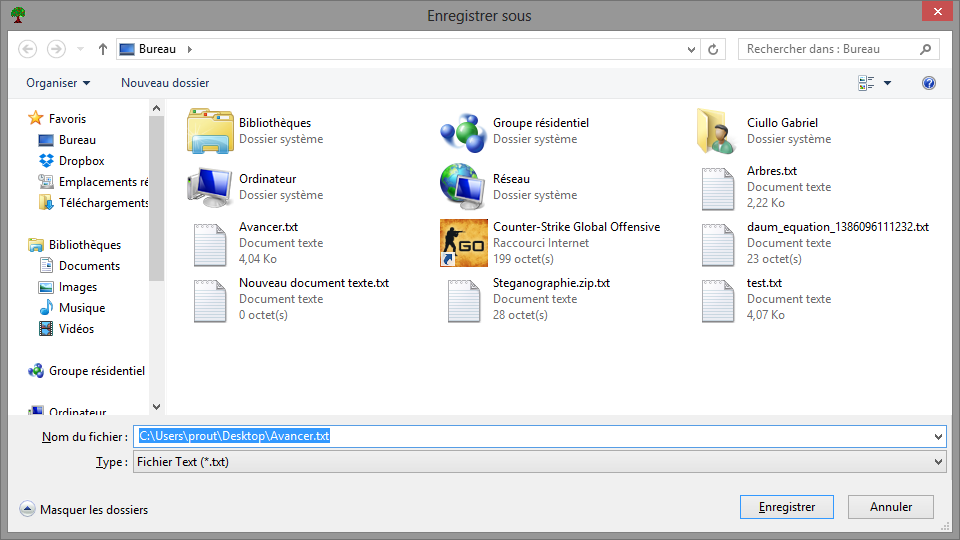 Enregistrer sous
Bureau
Rechercher dans : Bureau
Organiser
Nouveau dossier
Favoris
Bureau
Dropbox
Emplacements ré
Téléchargements
Bibliothèques
Documents
Images
Musique
Vidéos
Groupe résidentiel
Ordinateur
Bibliothèques
Dossier système
Groupe résidentiel
Dossier système
Ciullo Gabriel
Dossier système
Ordinateur
Dossier système
Réseau
Dossier système
Arbres.txt
Document texte
2,22 Ko
Avancer.txt
Document texte
4,04 Ko
GO
Counter-Strike Global Offensive
Raccourci Internet
199 octet(s)
daum_equation_1386096111232.txt
Document texte
23 octet(s)
Nouveau document texte.txt
Document texte
0 octet(s)
Steganographie.zip.txt
Document texte
28 octet(s)
test.txt
Document texte
4,07 Ko
Nom du fichier :
C:\Users\prout\Desktop\Avancer.txt
Type :
Fichier Text (*.txt)
Masquer les dossiers
Enregistrer
Annuler